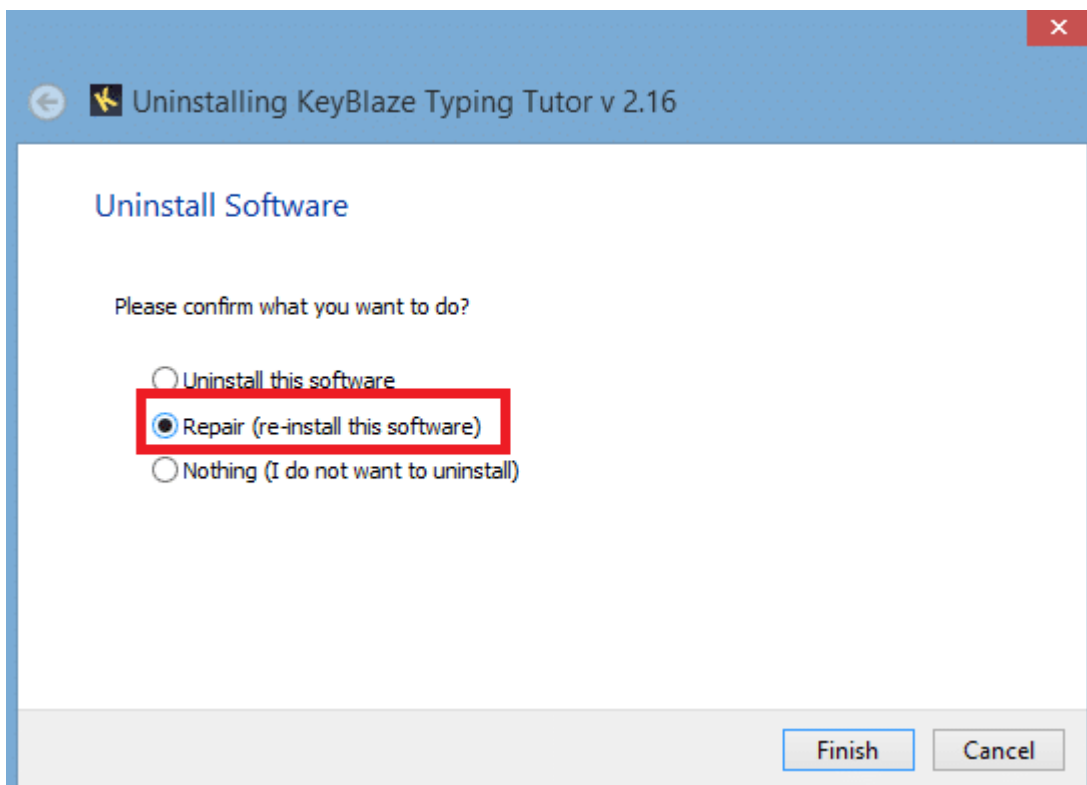 Uninstalling KeyBlaze Typing Tutor v 2.16
Uninstall Software
Please confirm what you want to do?
Uninstall this software
Repair (re-install this software)
Nothing (I do not want to uninstall)
Finish Cancel